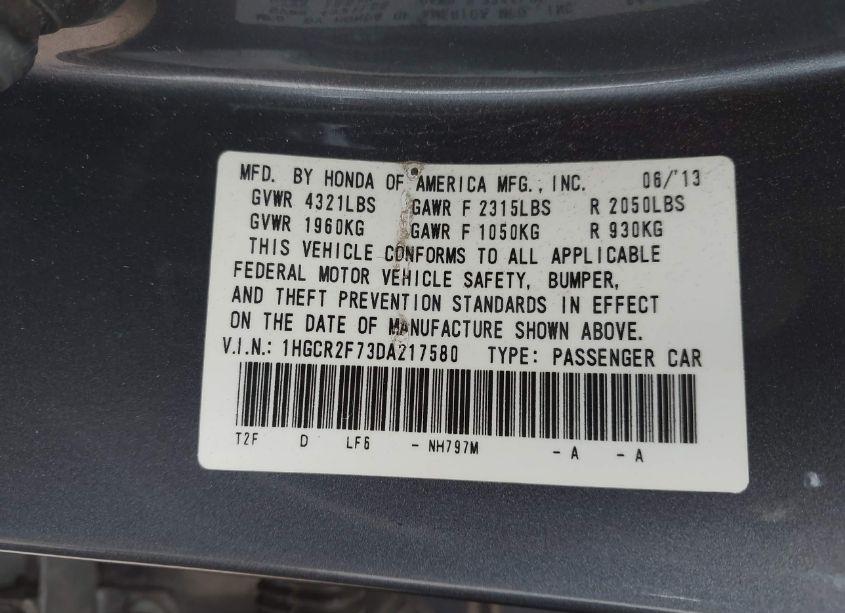 MFD. BY HONDA OF AMERICA MFG., INC. 06/'13
GVWR 4321LBS GAWR F 2315LBS R 2050LBS
GVWR 1960KG GAWR F 1050KG R 930KG
THIS VEHICLE CONFORMS TO ALL APPLICABLE
FEDERAL MOTOR VEHICLE SAFETY, BUMPER,
AND THEFT PREVENTION STANDARDS IN EFFECT
ON THE DATE OF MANUFACTURE SHOWN ABOVE.
V.I.N.: 1HGCR2F73DA217580 TYPE: PASSENGER CAR
T2F D LF6 - NH797M - A - A